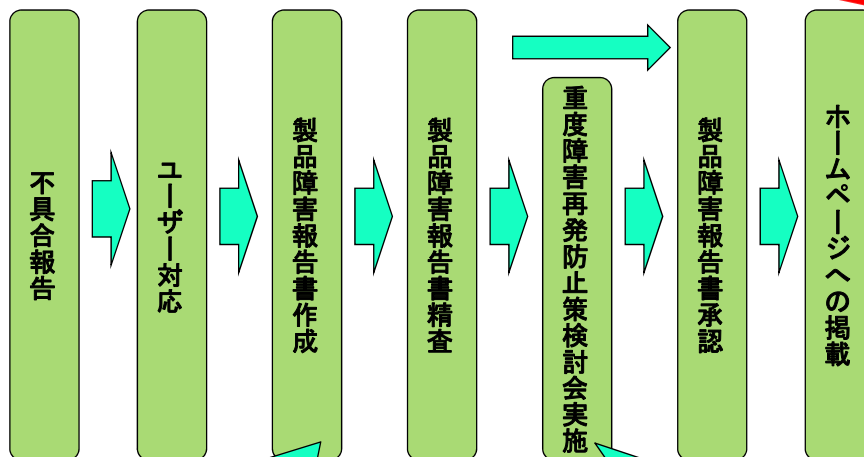 不具合報告
ユーザー対応
製品障害報告書作成
製品障害報告書精査
重度障害再発防止策検討会実施
製品障害報告書承認
ホームページへの掲載